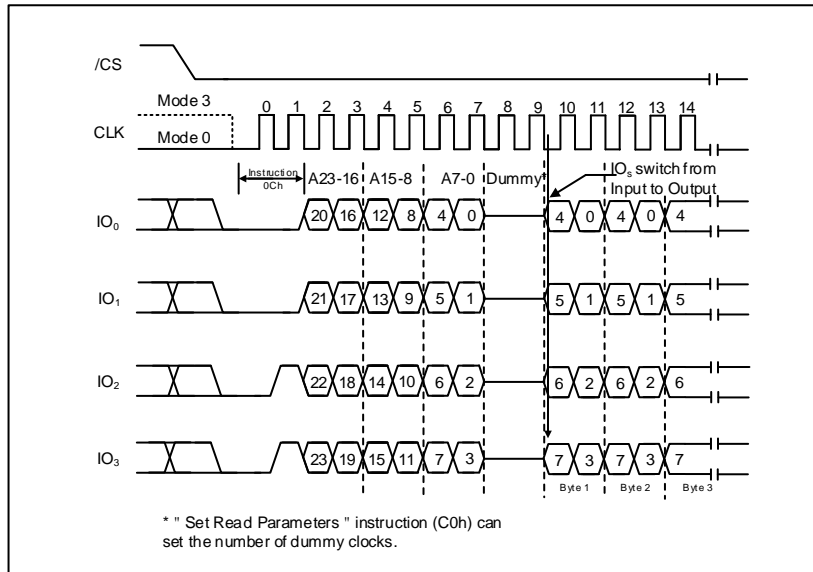 /CS
Mode 3
0 1 2 3 4 5 6 7 8 9 10 11 12 13 14
CLK
Mode 0
Instruction
0Ch
A23-16 A15-8 A7-0 Dummy*
IOs switch from
Input to Output
IO0
20 16 12 8 4 0 4 0 4 0 4
IO1
21 17 13 9 5 1 5 1 5 1 5
IO2
22 18 14 10 6 2 6 2 6 2 6
IO3
23 19 15 11 7 3 7 3 7 3 7
Byte 1 Byte 2 Byte 3
* " Set Read Parameters " instruction (C0h) can
set the number of dummy clocks.